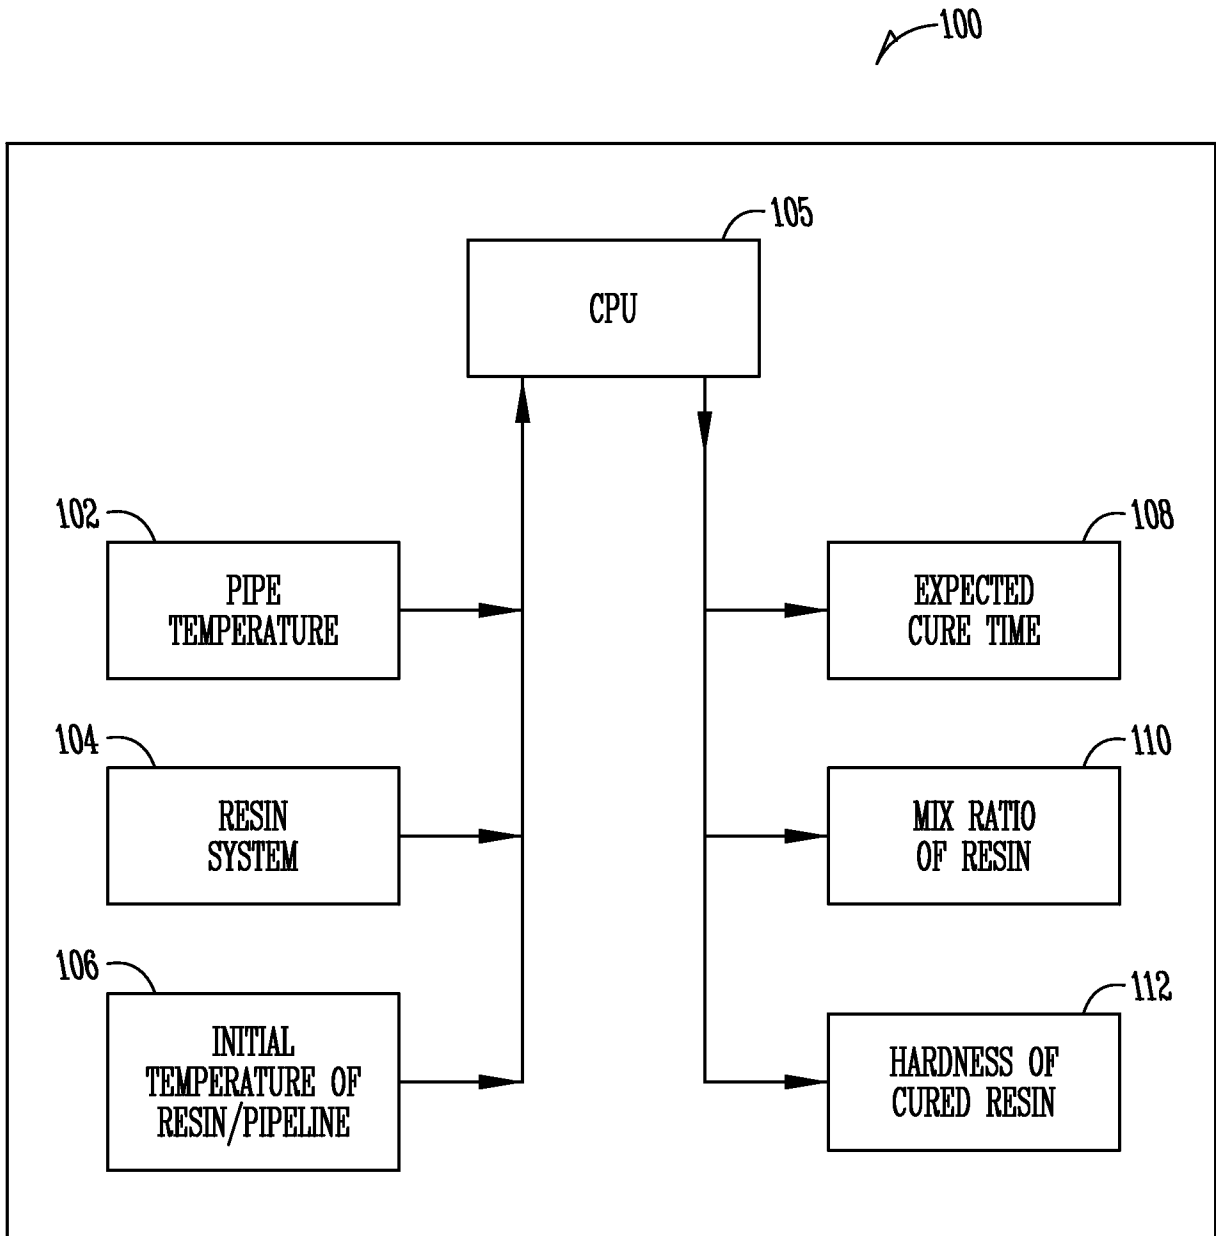 100
105
CPU
102
PIPE
TEMPERATURE
108
EXPECTED
CURE TIME
104
RESIN
SYSTEM
110
MIX RATIO
OF RESIN
106
INITIAL
TEMPERATURE OF
RESIN/PIPELINE
112
HARDNESS OF
CURED RESIN